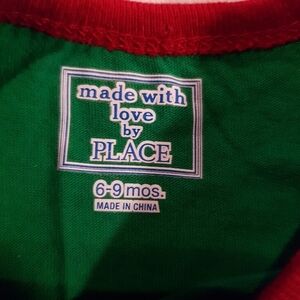 made with
love
by
PLACE
6-9 mos.
MADE IN CHINA